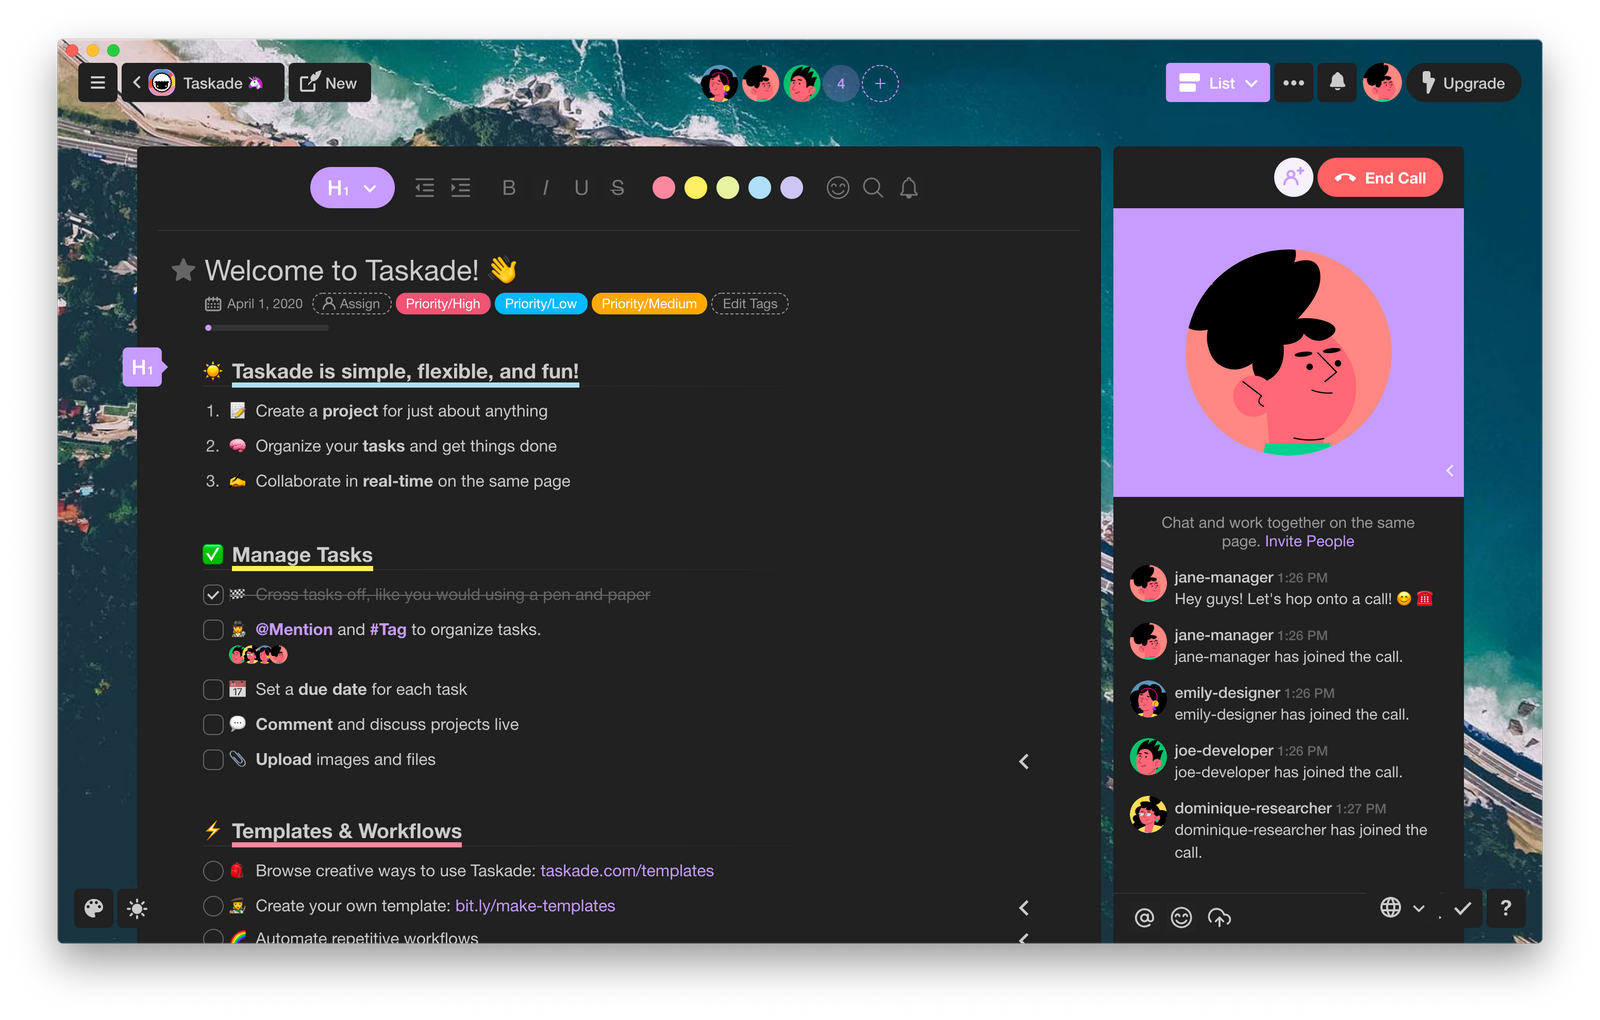 Taskade 🦄
New
4
+
List
Upgrade
H1
B I U S
End Call
Welcome to Taskade! 👋
April 1, 2020 Assign Priority/High Priority/Low Priority/Medium Edit Tags
H1
☀️ Taskade is simple, flexible, and fun!
1. 📝 Create a project for just about anything
2. 🧠 Organize your tasks and get things done
3. ✍️ Collaborate in real-time on the same page
✅ Manage Tasks
🏁 Cross tasks off, like you would using a pen and paper
@Mention and #Tag to organize tasks.
📅 Set a due date for each task
💬 Comment and discuss projects live
📎 Upload images and files
⚡ Templates & Workflows
🎒 Browse creative ways to use Taskade: taskade.com/templates
Create your own template: bit.ly/make-templates
🌈 Automate repetitive workflows
Chat and work together on the same
page. Invite People
jane-manager 1:26 PM
Hey guys! Let's hop onto a call! 😊 ☎️
jane-manager 1:26 PM
jane-manager has joined the call.
emily-designer 1:26 PM
emily-designer has joined the call.
joe-developer 1:26 PM
joe-developer has joined the call.
dominique-researcher 1:27 PM
dominique-researcher has joined the
call.
@
?